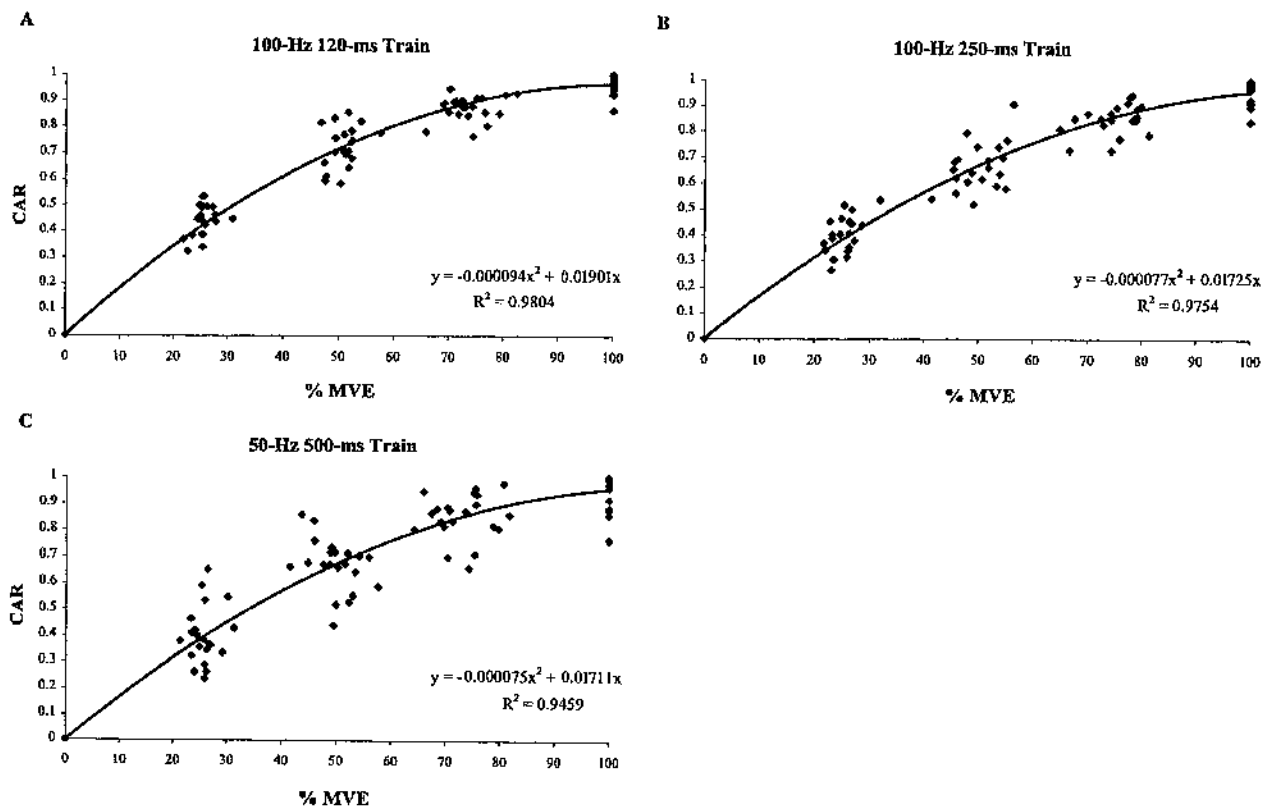 A
100-Hz 120-ms Train
1
0.9
0.8
0.7
0.6
0.5
0.4
0.3
0.2
0.1
0
CAR
y = -0.000094x² + 0.01901x
R² = 0.9804
0 10 20 30 40 50 60 70 80 90 100
% MVE
B
100-Hz 250-ms Train
1
0.9
0.8
0.7
0.6
0.5
0.4
0.3
0.2
0.1
0
y = -0.000077x² + 0.01725x
R² = 0.9754
0 10 20 30 40 50 60 70 80 90 100
% MVE
C
50-Hz 500-ms Train
1
0.9
0.8
0.7
0.6
0.5
0.4
0.3
0.2
0.1
0
CAR
y = -0.000075x² + 0.01711x
R² = 0.9459
0 10 20 30 40 50 60 70 80 90 100
% MVE